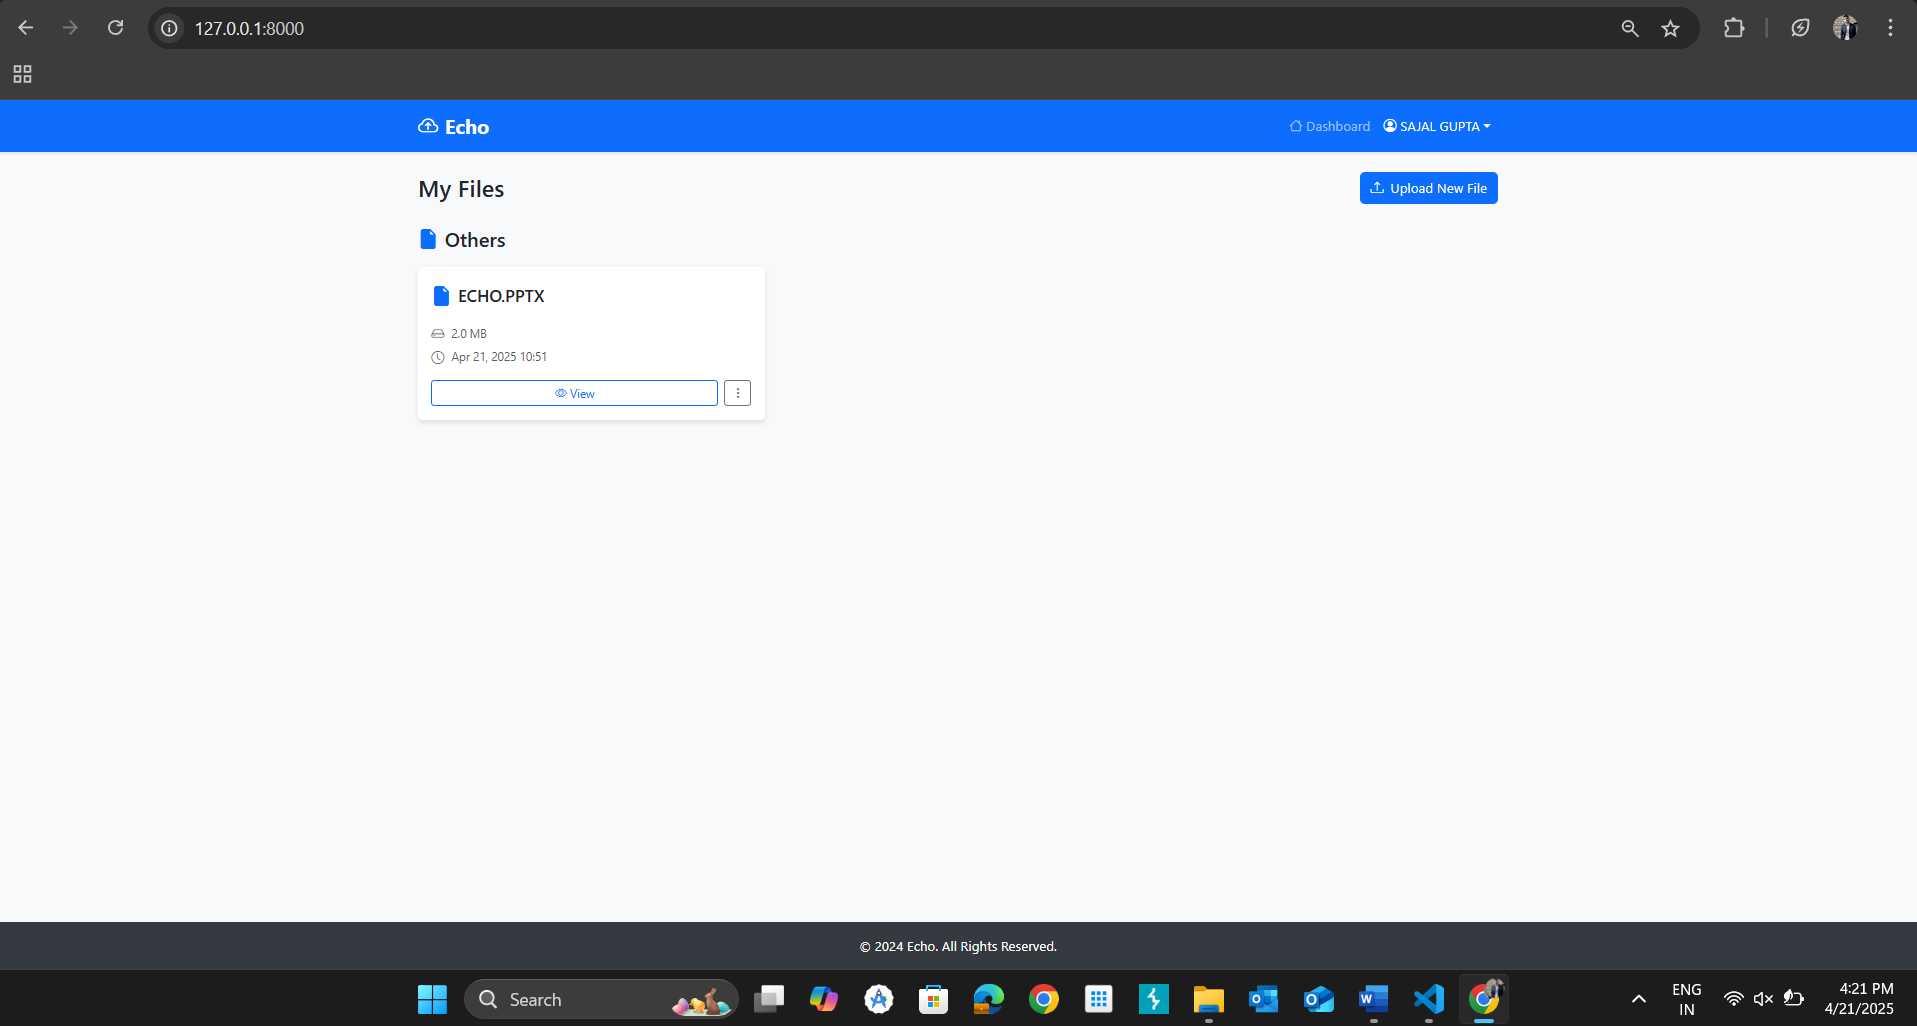 127.0.0.1:8000
Echo
Dashboard
SAJAL GUPTA
My Files
Upload New File
Others
ECHO.PPTX
2.0 MB
Apr 21, 2025 10:51
View
© 2024 Echo. All Rights Reserved.
Search
ENG
IN
4:21 PM
4/21/2025